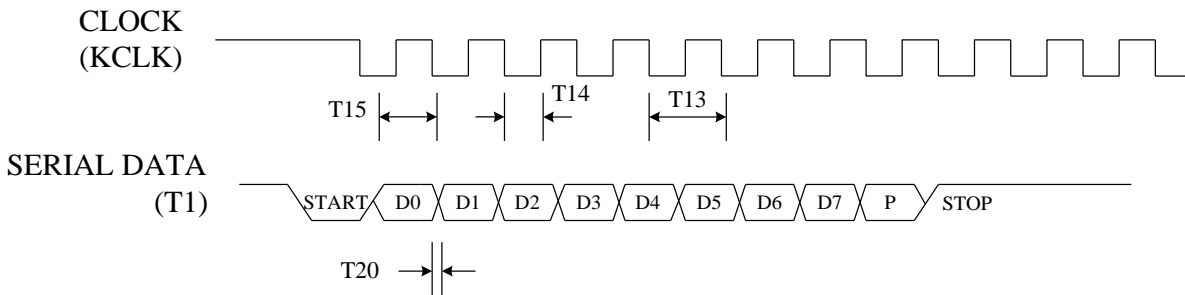 CLOCK
(KCLK)
T15
T14
T13
SERIAL DATA
(T1)
START D0 D1 D2 D3 D4 D5 D6 D7 P STOP
T20